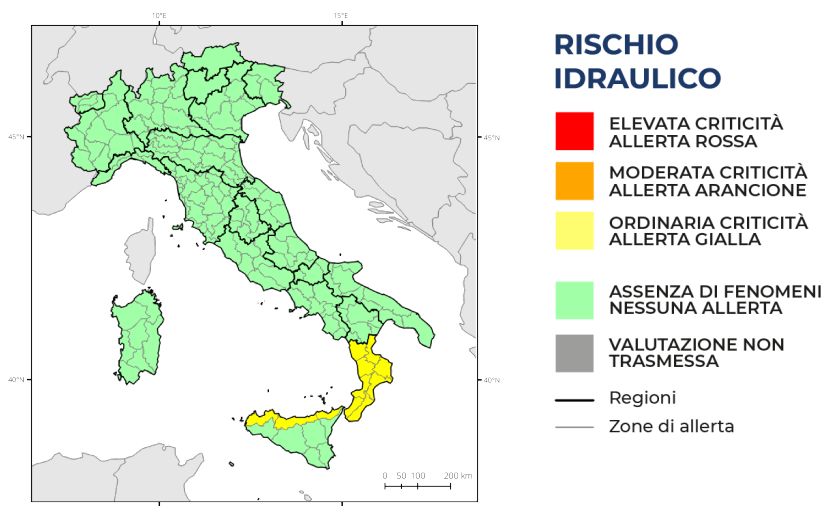 10°E 15°E
45°N 45°N
40°N 40°N
0 50 100 200 km
RISCHIO
IDRAULICO
ELEVATA CRITICITÀ
ALLERTA ROSSA
MODERATA CRITICITÀ
ALLERTA ARANCIONE
ORDINARIA CRITICITÀ
ALLERTA GIALLA
ASSENZA DI FENOMENI
NESSUNA ALLERTA
VALUTAZIONE NON
TRASMESSA
Regioni
Zone di allerta